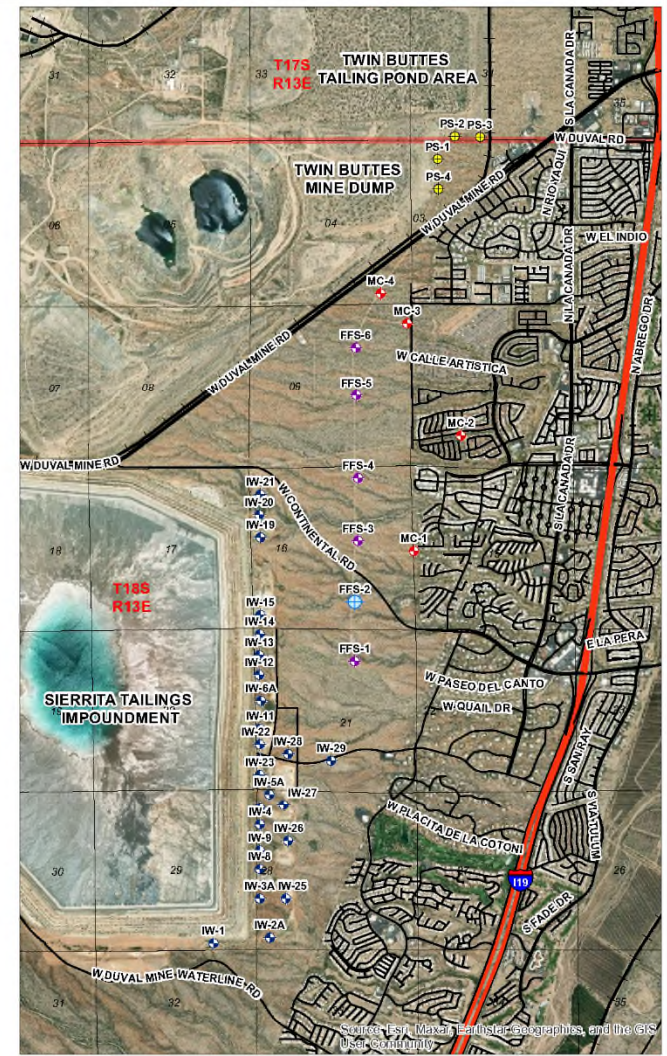 31
32
33
T17S
R13E
TWIN BUTTES
TAILING POND AREA
35
S LA CANADA DR
PS-2
PS-3
W DUVAL RD
PS-1
TWIN BUTTES
MINE DUMP
PS-4
N RIO YAQUI
W DUVAL MINE RD
04
03
W EL INDIO
N LA CANADA DR
MC-4
MC-3
N ABREGO DR
FFS-6
W CALLE ARTISTICA
W DUVAL MINE RD
07
08
09
FFS-5
MC-2
S LA CANADA DR
W DUVAL MINE RD
FFS-4
IW-21
IW-20
IW-19
W CONTINENTAL RD
18
17
16
FFS-3
MC-1
T18S
R13E
FFS-2
IW-15
IW-14
E LA PERA
IW-13
IW-12
FFS-1
W PASEO DEL CANTO
IW-6A
SIERRITA TAILINGS
IMPOUNDMENT
W QUAIL DR
IW-11
21
IW-22
IW-28
IW-29
S SAN RAY
IW-23
IW-5A
IW-27
S VIA TULUM
IW-4
W PLACITA DE LA COTONI
IW-26
IW-9
IW-8
30
29
28
26
I19
IW-3A
IW-25
S FADE DR
IW-1
IW-2A
W DUVAL MINE WATERLINE RD
31
32
33
35
Source: Esri, Maxar, Earthstar Geographics, and the GIS
User Community